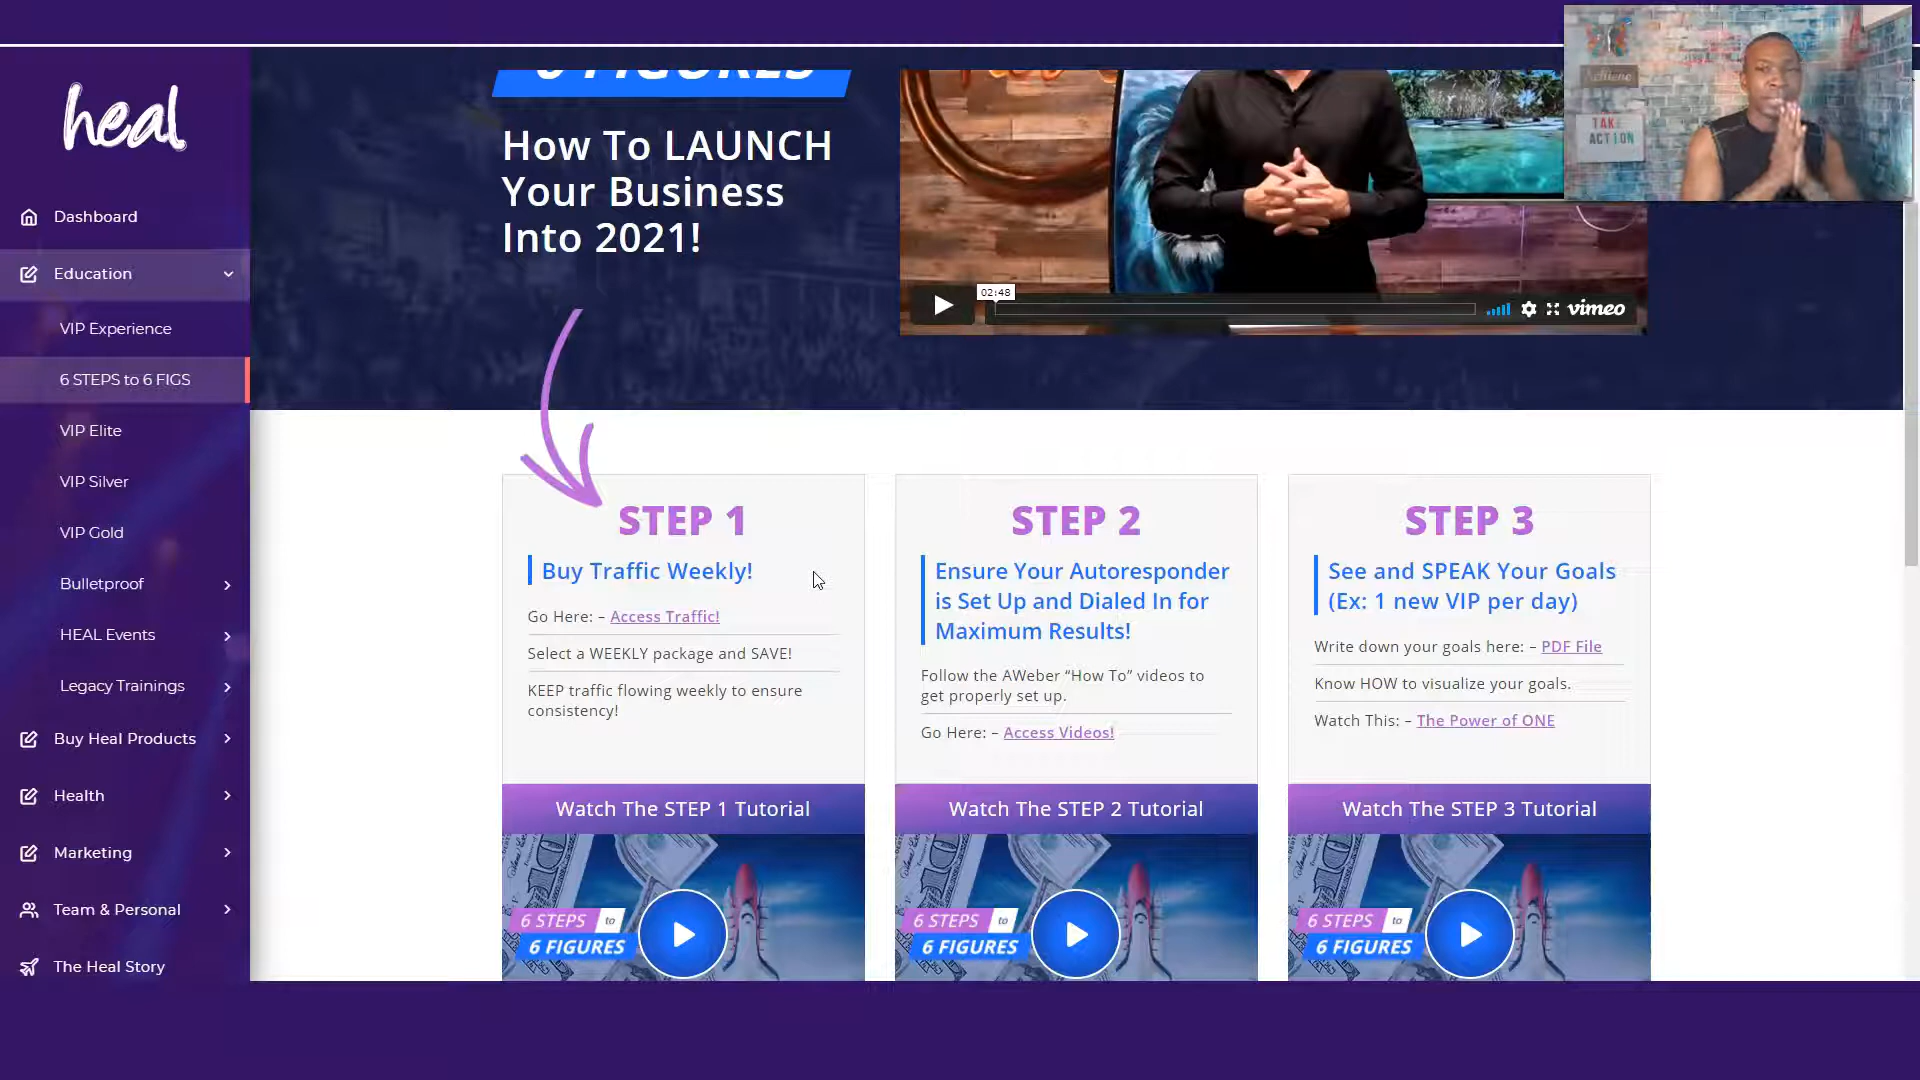 heal
Dashboard
Education
VIP Experience
6 STEPS to 6 FIGS
VIP Elite
VIP Silver
VIP Gold
Bulletproof
HEAL Events
Legacy Trainings
Buy Heal Products
Health
Marketing
Team & Personal
The Heal Story
6 FIGURES
How To LAUNCH
Your Business
Into 2021!
02:48
vimeo
Achieve
TAKE
ACTION
STEP 1
Buy Traffic Weekly!
Go Here: – Access Traffic!
Select a WEEKLY package and SAVE!
KEEP traffic flowing weekly to ensure
consistency!
Watch The STEP 1 Tutorial
6 STEPS to
6 FIGURES
STEP 2
Ensure Your Autoresponder
is Set Up and Dialed In for
Maximum Results!
Follow the AWeber “How To” videos to
get properly set up.
Go Here: – Access Videos!
Watch The STEP 2 Tutorial
6 STEPS to
6 FIGURES
STEP 3
See and SPEAK Your Goals
(Ex: 1 new VIP per day)
Write down your goals here: – PDF File
Know HOW to visualize your goals.
Watch This: – The Power of ONE
Watch The STEP 3 Tutorial
6 STEPS to
6 FIGURES